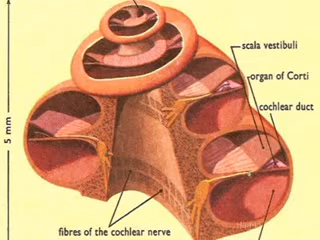 scala vestibuli
organ of Corti
cochlear duct
5 mm
fibres of the cochlear nerve